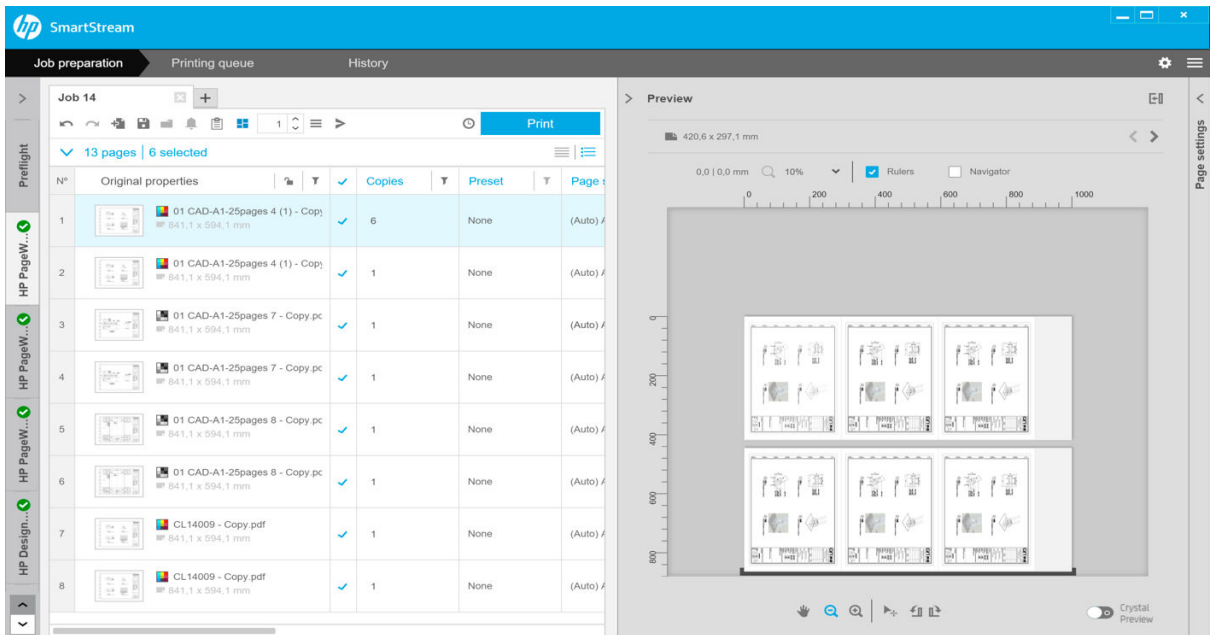 hp SmartStream
Job preparation Printing queue History
Job 14
1 Print
13 pages | 6 selected
Nº Original properties Copies Preset Page s
1 01 CAD-A1-25pages 4 (1) - Copy 6 None (Auto) A
841,1 x 594,1 mm
2 01 CAD-A1-25pages 4 (1) - Copy 1 None (Auto) A
841,1 x 594,1 mm
3 01 CAD-A1-25pages 7 - Copy.pc 1 None (Auto) A
841,1 x 594,1 mm
4 01 CAD-A1-25pages 7 - Copy.pc 1 None (Auto) A
841,1 x 594,1 mm
5 01 CAD-A1-25pages 8 - Copy.pc 1 None (Auto) A
841,1 x 594,1 mm
6 01 CAD-A1-25pages 8 - Copy.pc 1 None (Auto) A
841,1 x 594,1 mm
7 CL14009 - Copy.pdf 1 None (Auto) A
841,1 x 594,1 mm
8 CL14009 - Copy.pdf 1 None (Auto) A
841,1 x 594,1 mm
Preflight
HP PageW...
HP PageW...
HP PageW...
HP Design...
Preview
420,6 x 297,1 mm
0,0 | 0,0 mm 10% Rulers Navigator
0 200 400 600 800 1000
0
200
400
600
800
Crystal
Preview
Page settings